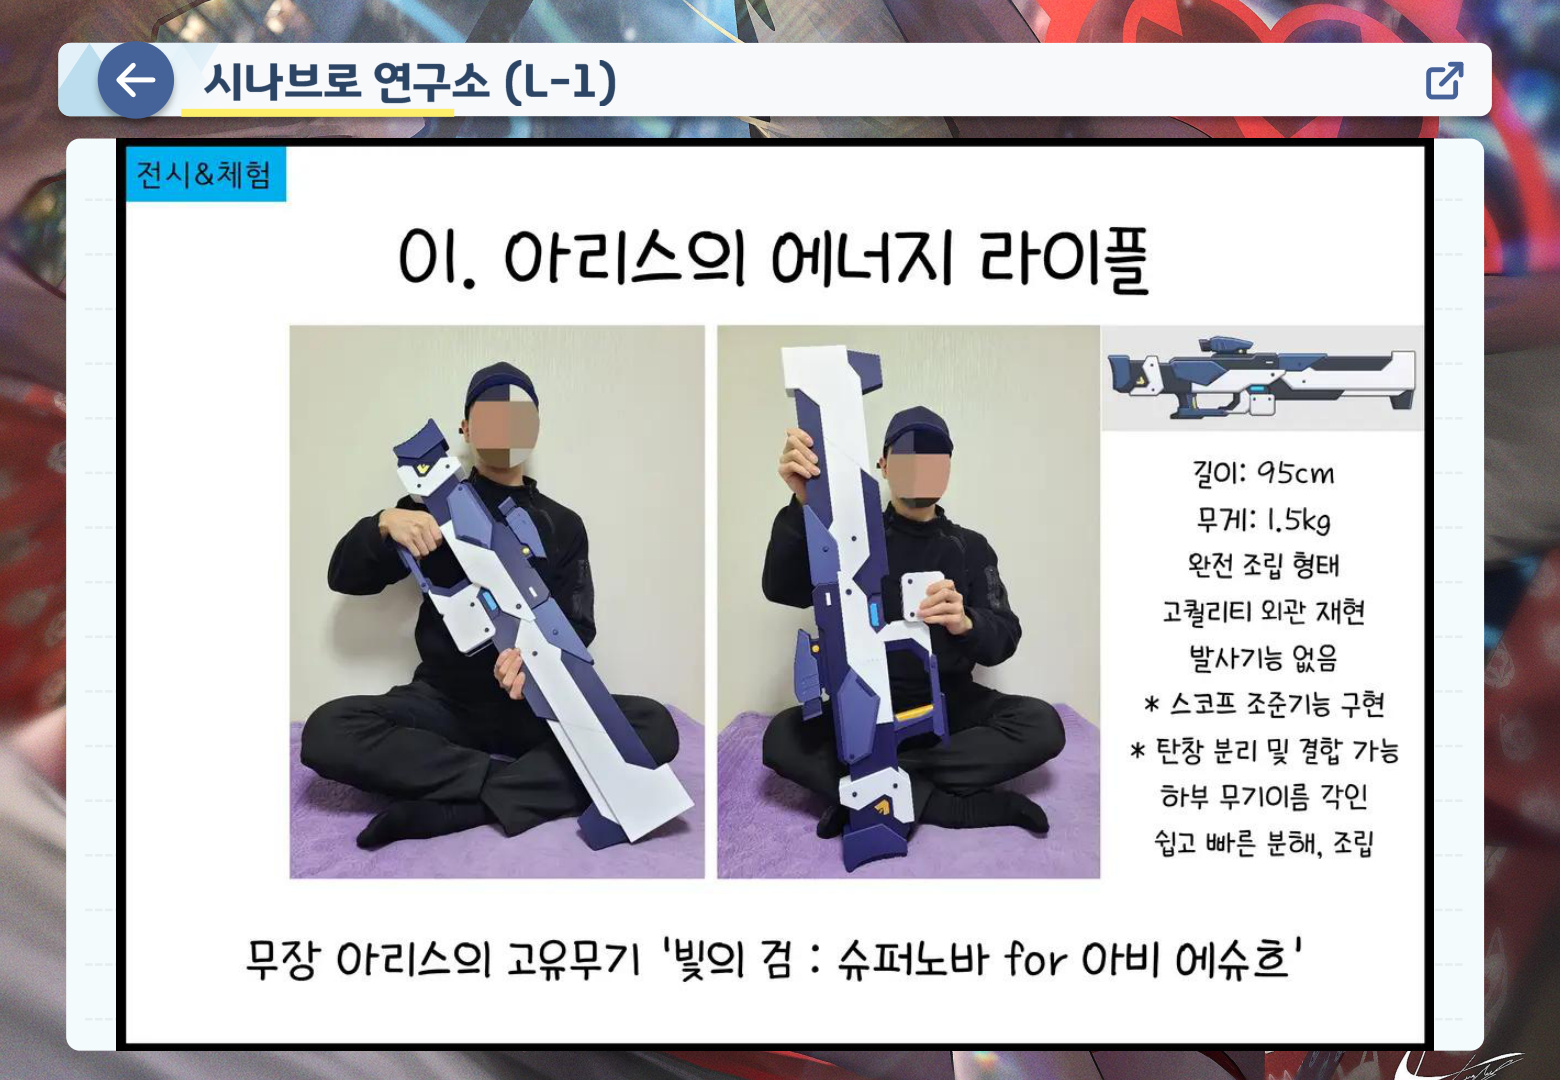 시나브로 연구소 (L-1)
전시&체험
01. 아리스의 에너지 라이플
길이: 95cm
무게: 1.5kg
완전 조립 형태
고퀄리티 외관 재현
발사기능 없음
* 스코프 조준기능 구현
* 탄창 분리 및 결합 가능
하부 무기이름 각인
쉽고 빠른 분해, 조립
무장 아리스의 고유무기 '빛의 검 : 슈퍼노바 for 아비 에슈흐'